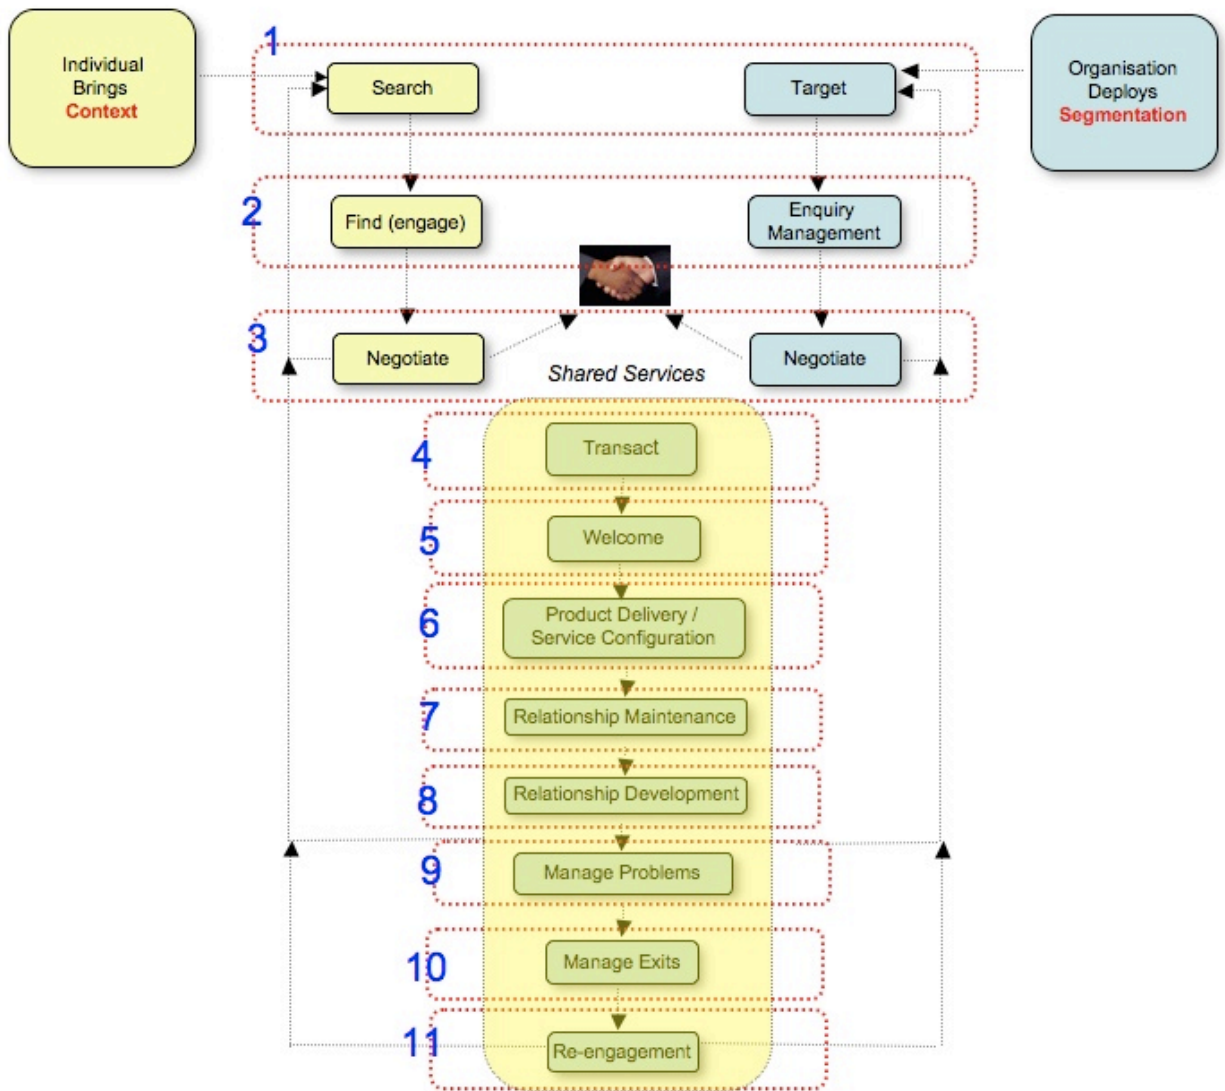 Individual
Brings
Context
1
Search
Target
Organisation
Deploys
Segmentation
2
Find (engage)
Enquiry
Management
3
Negotiate
Negotiate
Shared Services
4
Transact
5
Welcome
6
Product Delivery /
Service Configuration
7
Relationship Maintenance
8
Relationship Development
9
Manage Problems
10
Manage Exits
11
Re-engagement